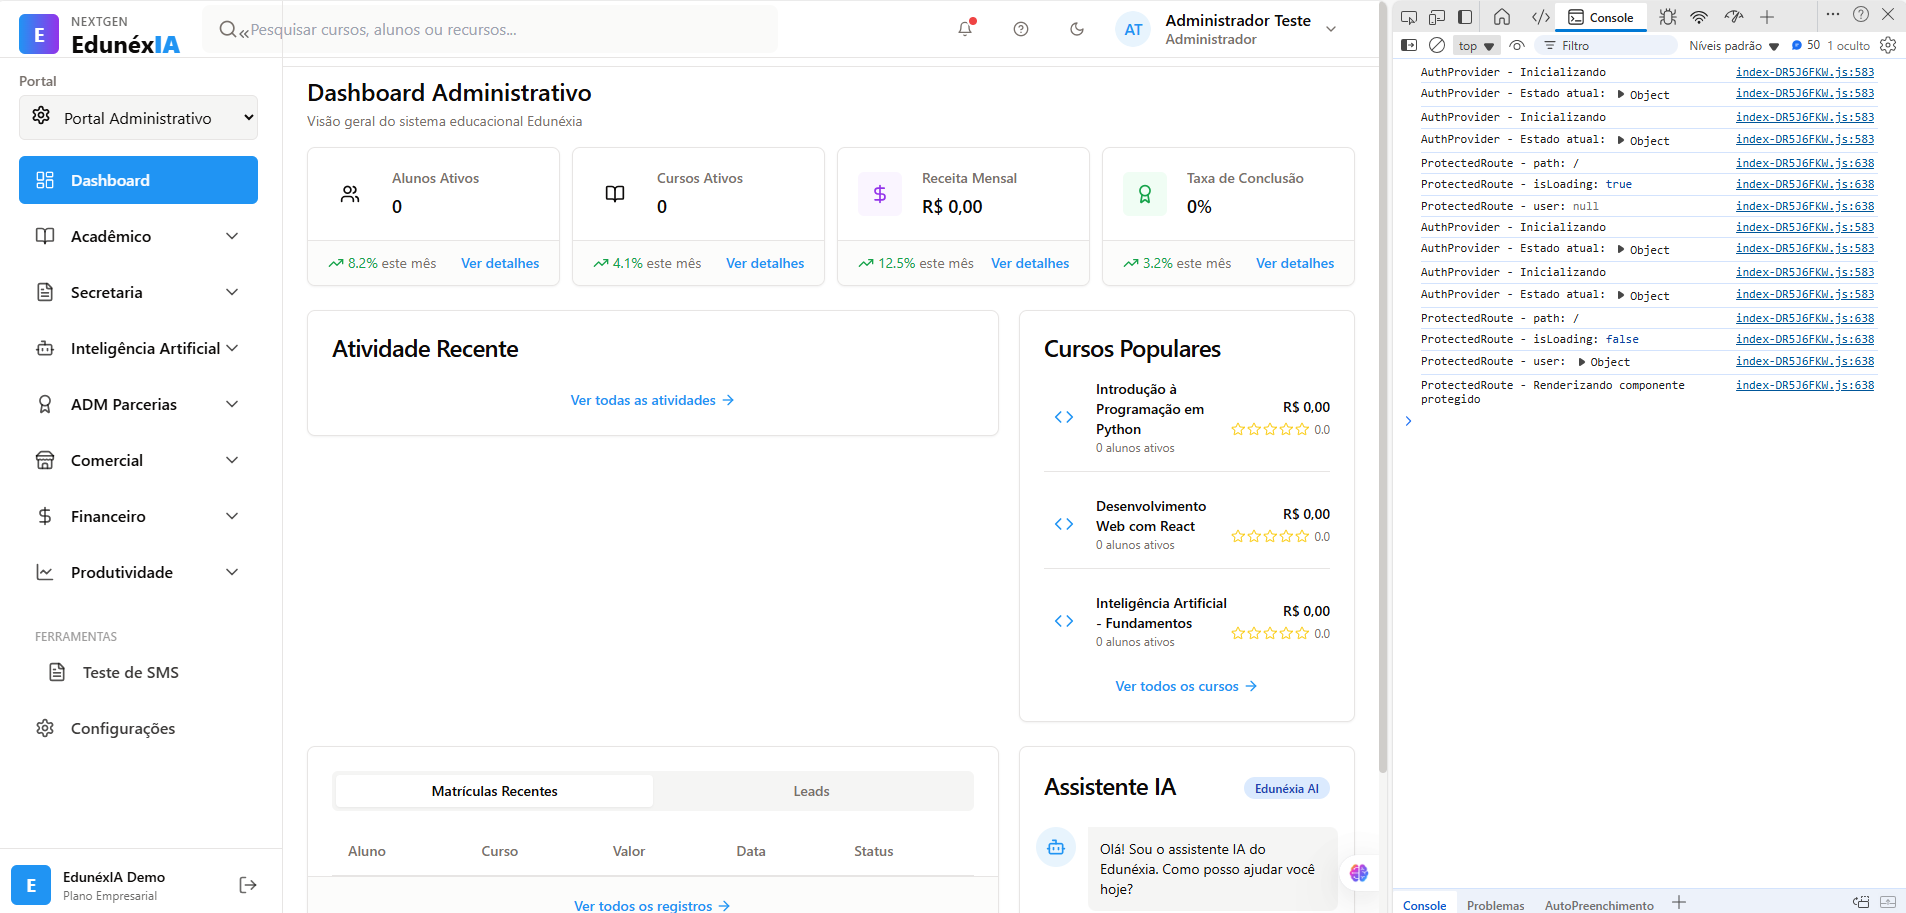 E
NEXTGEN
EdunéxIA
«
Pesquisar cursos, alunos ou recursos...
AT
Administrador Teste
Administrador
Portal
Portal Administrativo
Dashboard
Acadêmico
Secretaria
Inteligência Artificial
ADM Parcerias
Comercial
Financeiro
Produtividade
FERRAMENTAS
Teste de SMS
Configurações
E
EdunéxIA Demo
Plano Empresarial
Dashboard Administrativo
Visão geral do sistema educacional Edunéxia
Alunos Ativos
0
8.2% este mês
Ver detalhes
Cursos Ativos
0
4.1% este mês
Ver detalhes
Receita Mensal
R$ 0,00
12.5% este mês
Ver detalhes
Taxa de Conclusão
0%
3.2% este mês
Ver detalhes
Atividade Recente
Ver todas as atividades →
Cursos Populares
Introdução à
Programação em
Python
0 alunos ativos
R$ 0,00
0.0
Desenvolvimento
Web com React
0 alunos ativos
R$ 0,00
0.0
Inteligência Artificial
- Fundamentos
0 alunos ativos
R$ 0,00
0.0
Ver todos os cursos →
Matrículas Recentes
Leads
Aluno Curso Valor Data Status
Ver todos os registros →
Assistente IA
Edunéxia AI
Olá! Sou o assistente IA do
Edunéxia. Como posso ajudar você
hoje?
Console
top
Filtro
Níveis padrão
50
1 oculto
AuthProvider - Inicializando index-DR5J6FKW.js:583
AuthProvider - Estado atual: Object index-DR5J6FKW.js:583
AuthProvider - Inicializando index-DR5J6FKW.js:583
AuthProvider - Estado atual: Object index-DR5J6FKW.js:583
ProtectedRoute - path: / index-DR5J6FKW.js:638
ProtectedRoute - isLoading: true index-DR5J6FKW.js:638
ProtectedRoute - user: null index-DR5J6FKW.js:638
AuthProvider - Inicializando index-DR5J6FKW.js:583
AuthProvider - Estado atual: Object index-DR5J6FKW.js:583
AuthProvider - Inicializando index-DR5J6FKW.js:583
AuthProvider - Estado atual: Object index-DR5J6FKW.js:583
ProtectedRoute - path: / index-DR5J6FKW.js:638
ProtectedRoute - isLoading: false index-DR5J6FKW.js:638
ProtectedRoute - user: Object index-DR5J6FKW.js:638
ProtectedRoute - Renderizando componente index-DR5J6FKW.js:638
protegido
Console
Problemas
AutoPreenchimento